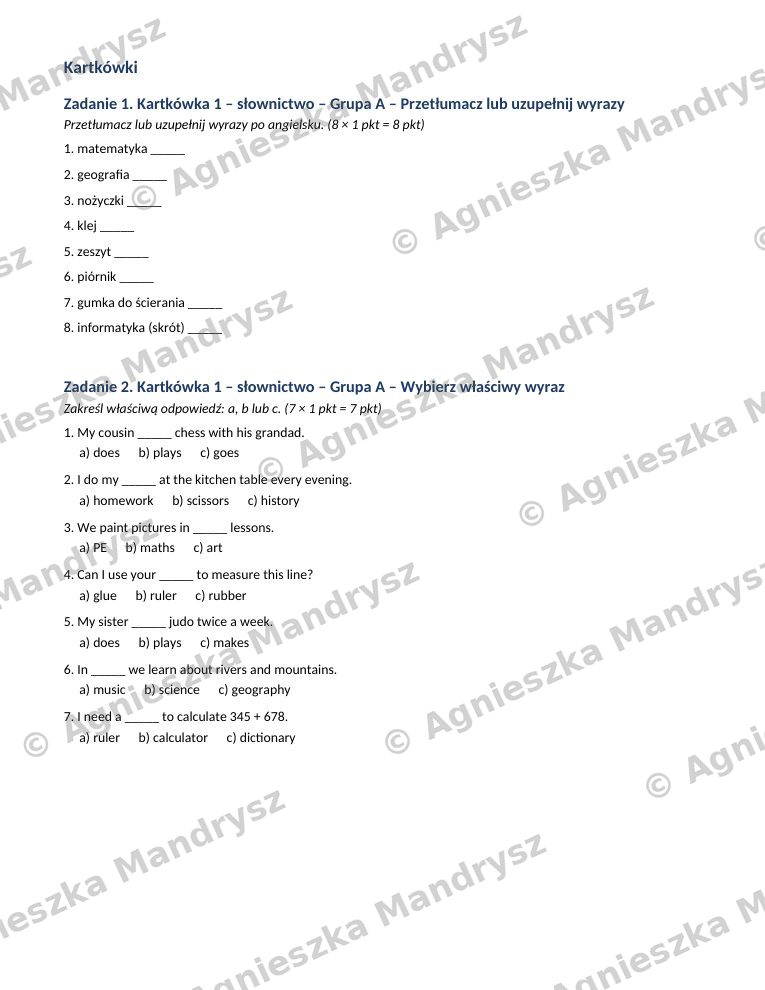 Kartkówki
Zadanie 1. Kartkówka 1 – słownictwo – Grupa A – Przetłumacz lub uzupełnij wyrazy
Przetłumacz lub uzupełnij wyrazy po angielsku. (8 × 1 pkt = 8 pkt)
1. matematyka _____
2. geografia _____
3. nożyczki _____
4. klej _____
5. zeszyt _____
6. piórnik _____
7. gumka do ścierania _____
8. informatyka (skrót) _____
Zadanie 2. Kartkówka 1 – słownictwo – Grupa A – Wybierz właściwy wyraz
Zakreśl właściwą odpowiedź: a, b lub c. (7 × 1 pkt = 7 pkt)
1. My cousin _____ chess with his grandad.
a) does b) plays c) goes
2. I do my _____ at the kitchen table every evening.
a) homework b) scissors c) history
3. We paint pictures in _____ lessons.
a) PE b) maths c) art
4. Can I use your _____ to measure this line?
a) glue b) ruler c) rubber
5. My sister _____ judo twice a week.
a) does b) plays c) makes
6. In _____ we learn about rivers and mountains.
a) music b) science c) geography
7. I need a _____ to calculate 345 + 678.
a) ruler b) calculator c) dictionary
© Agnieszka Mandrysz